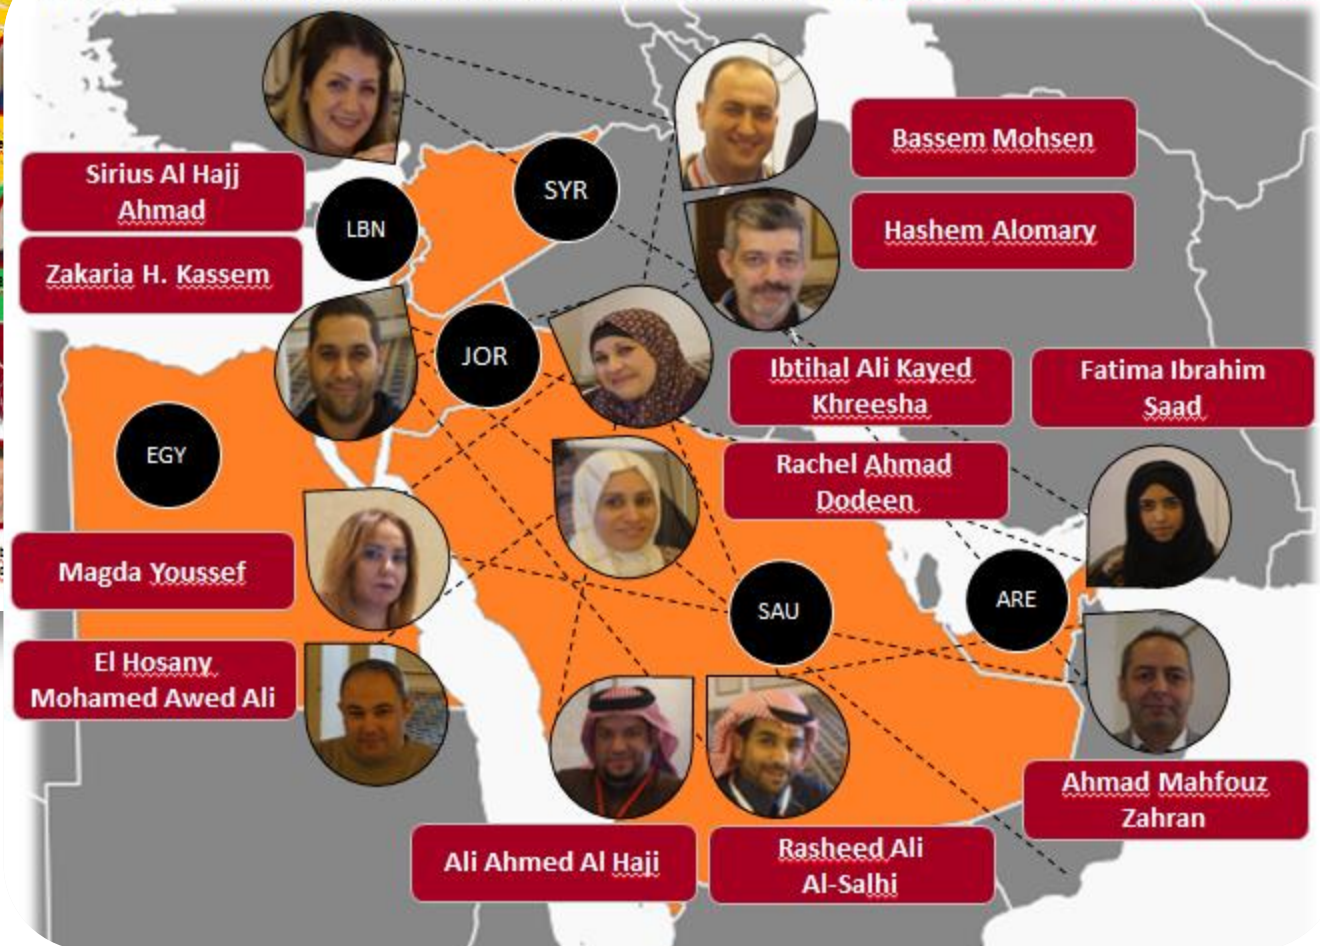 SYR
Bassem Mohsen
Sirius Al Hajj
Ahmad
LBN
Hashem Alomary
Zakaria H. Kassem
JOR
Ibtihal Ali Kayed
Khreesha
Fatima Ibrahim
Saad
EGY
Rachel Ahmad
Dodeen
Magda Youssef
SAU
ARE
El Hosany
Mohamed Awed Ali
Ahmad Mahfouz
Zahran
Ali Ahmed Al Haji
Rasheed Ali
Al-Salhi